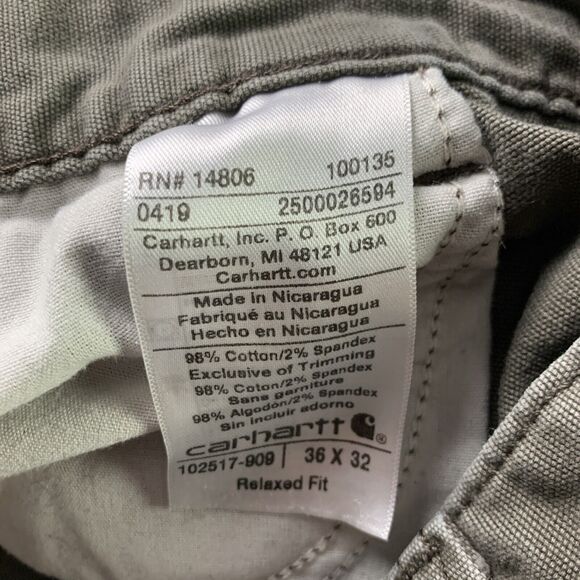 RN# 14806 100135
0419 2500026594
Carhartt, Inc. P. O. Box 600
Dearborn, MI 48121 USA
Carhartt.com
Made in Nicaragua
Fabriqué au Nicaragua
Hecho en Nicaragua
98% Cotton/2% Spandex
Exclusive of Trimming
98% Coton/2% Spandex
Sans garniture
98% Algodon/2% Spandex
Sin incluir adorno
carhartt ®
102517-909 36 X 32
Relaxed Fit